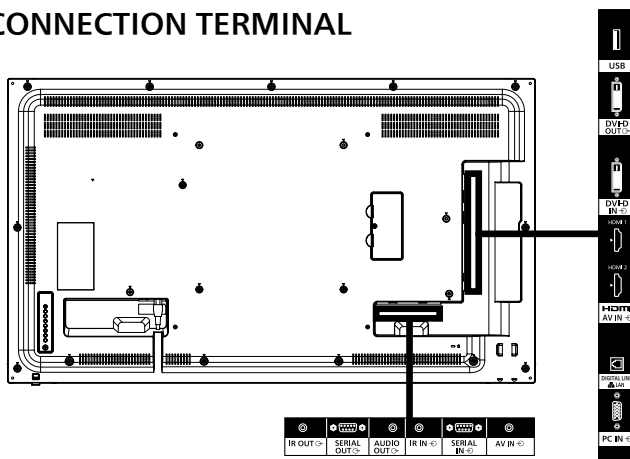 CONNECTION TERMINAL
USB
DVI-D
OUT
DVI-D
IN
HDMI 1
HDMI 2
HDMI
AV IN
DIGITAL LINK
LAN
PC IN
IR OUT
SERIAL
OUT
AUDIO
OUT
IR IN
SERIAL
IN
AV IN